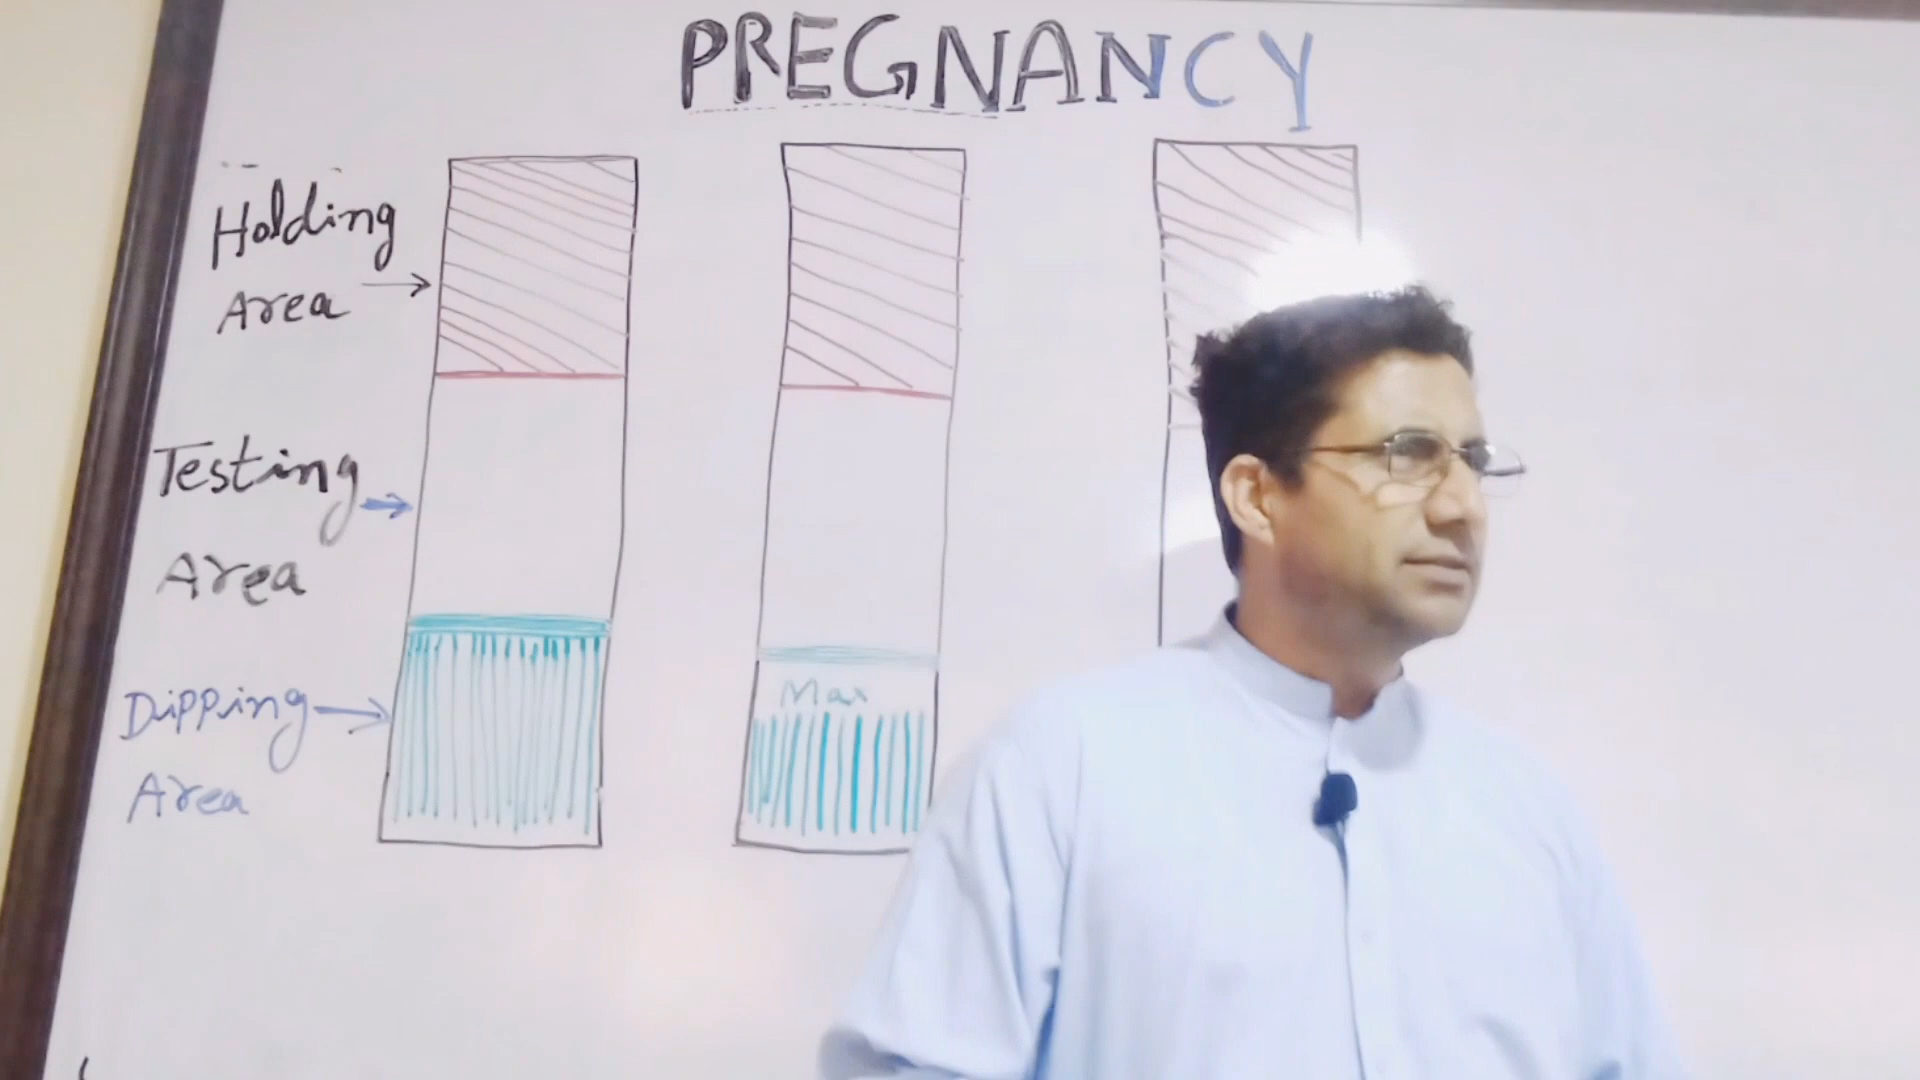 PREGNANCY
Holding
Area
Testing
Area
Dipping
Area
Max